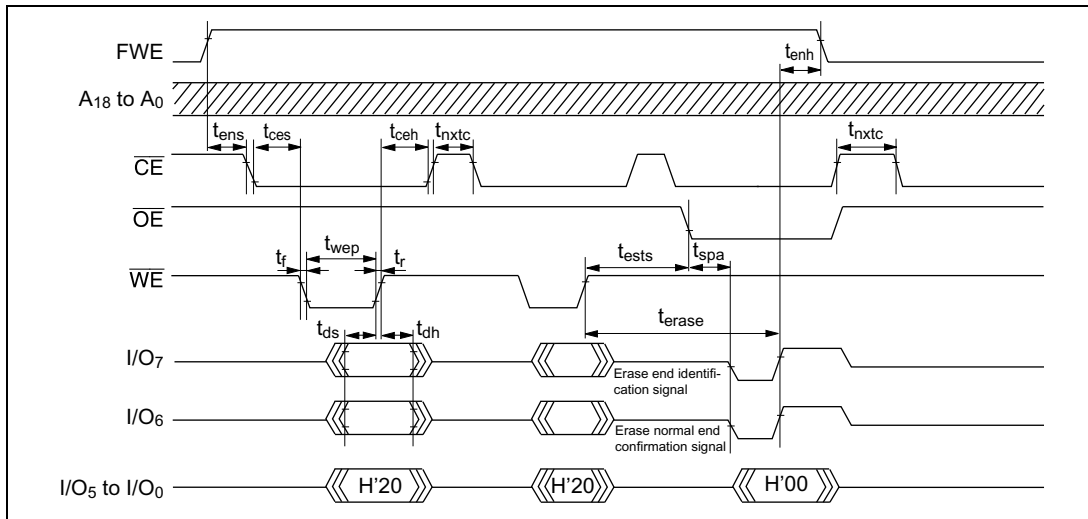 FWE
tenh
A18 to A0
tens
tces
tceh
tnxtc
tnxtc
CE
OE
twep
tests
tspa
tf
tr
WE
tds
tdh
terase
I/O7
Erase end identifi-
cation signal
I/O6
Erase normal end
confirmation signal
I/O5 to I/O0
H'20
H'20
H'00